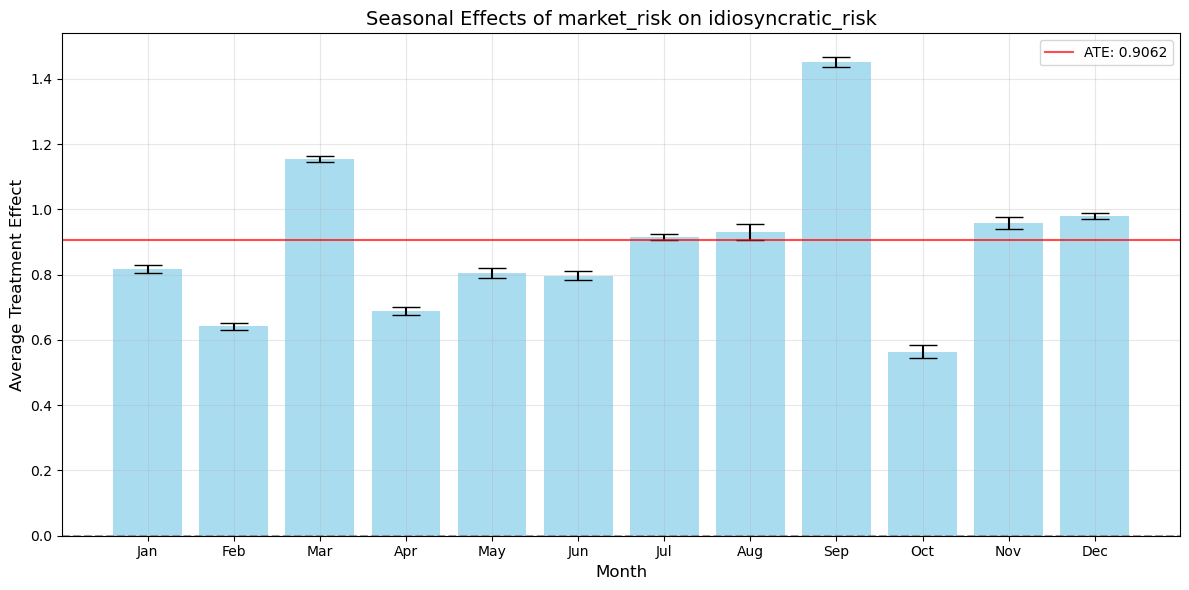 Seasonal Effects of market_risk on idiosyncratic_risk
ATE: 0.9062
Average Treatment Effect
1.4
1.2
1.0
0.8
0.6
0.4
0.2
0.0
Jan Feb Mar Apr May Jun Jul Aug Sep Oct Nov Dec
Month